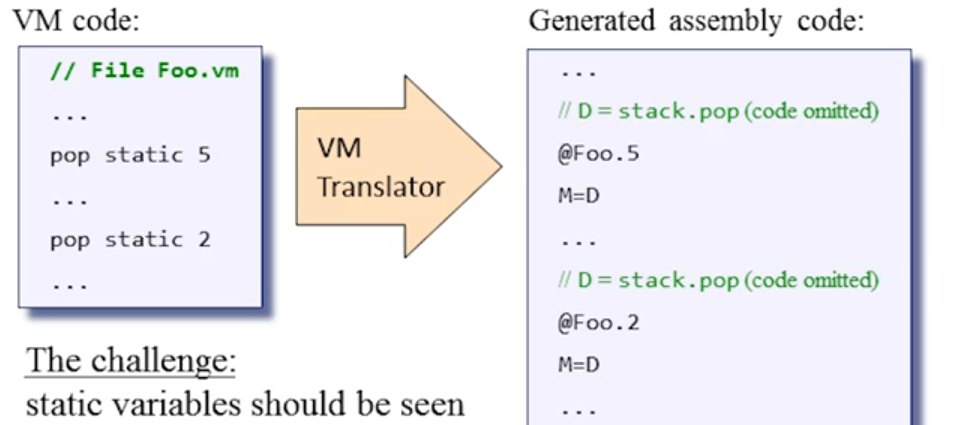 VM code:
// File Foo.vm
...
pop static 5
...
pop static 2
...
The challenge:
static variables should be seen
VM
Translator
Generated assembly code:
...
// D = stack.pop (code omitted)
@Foo.5
M=D
...
// D = stack.pop (code omitted)
@Foo.2
M=D
...